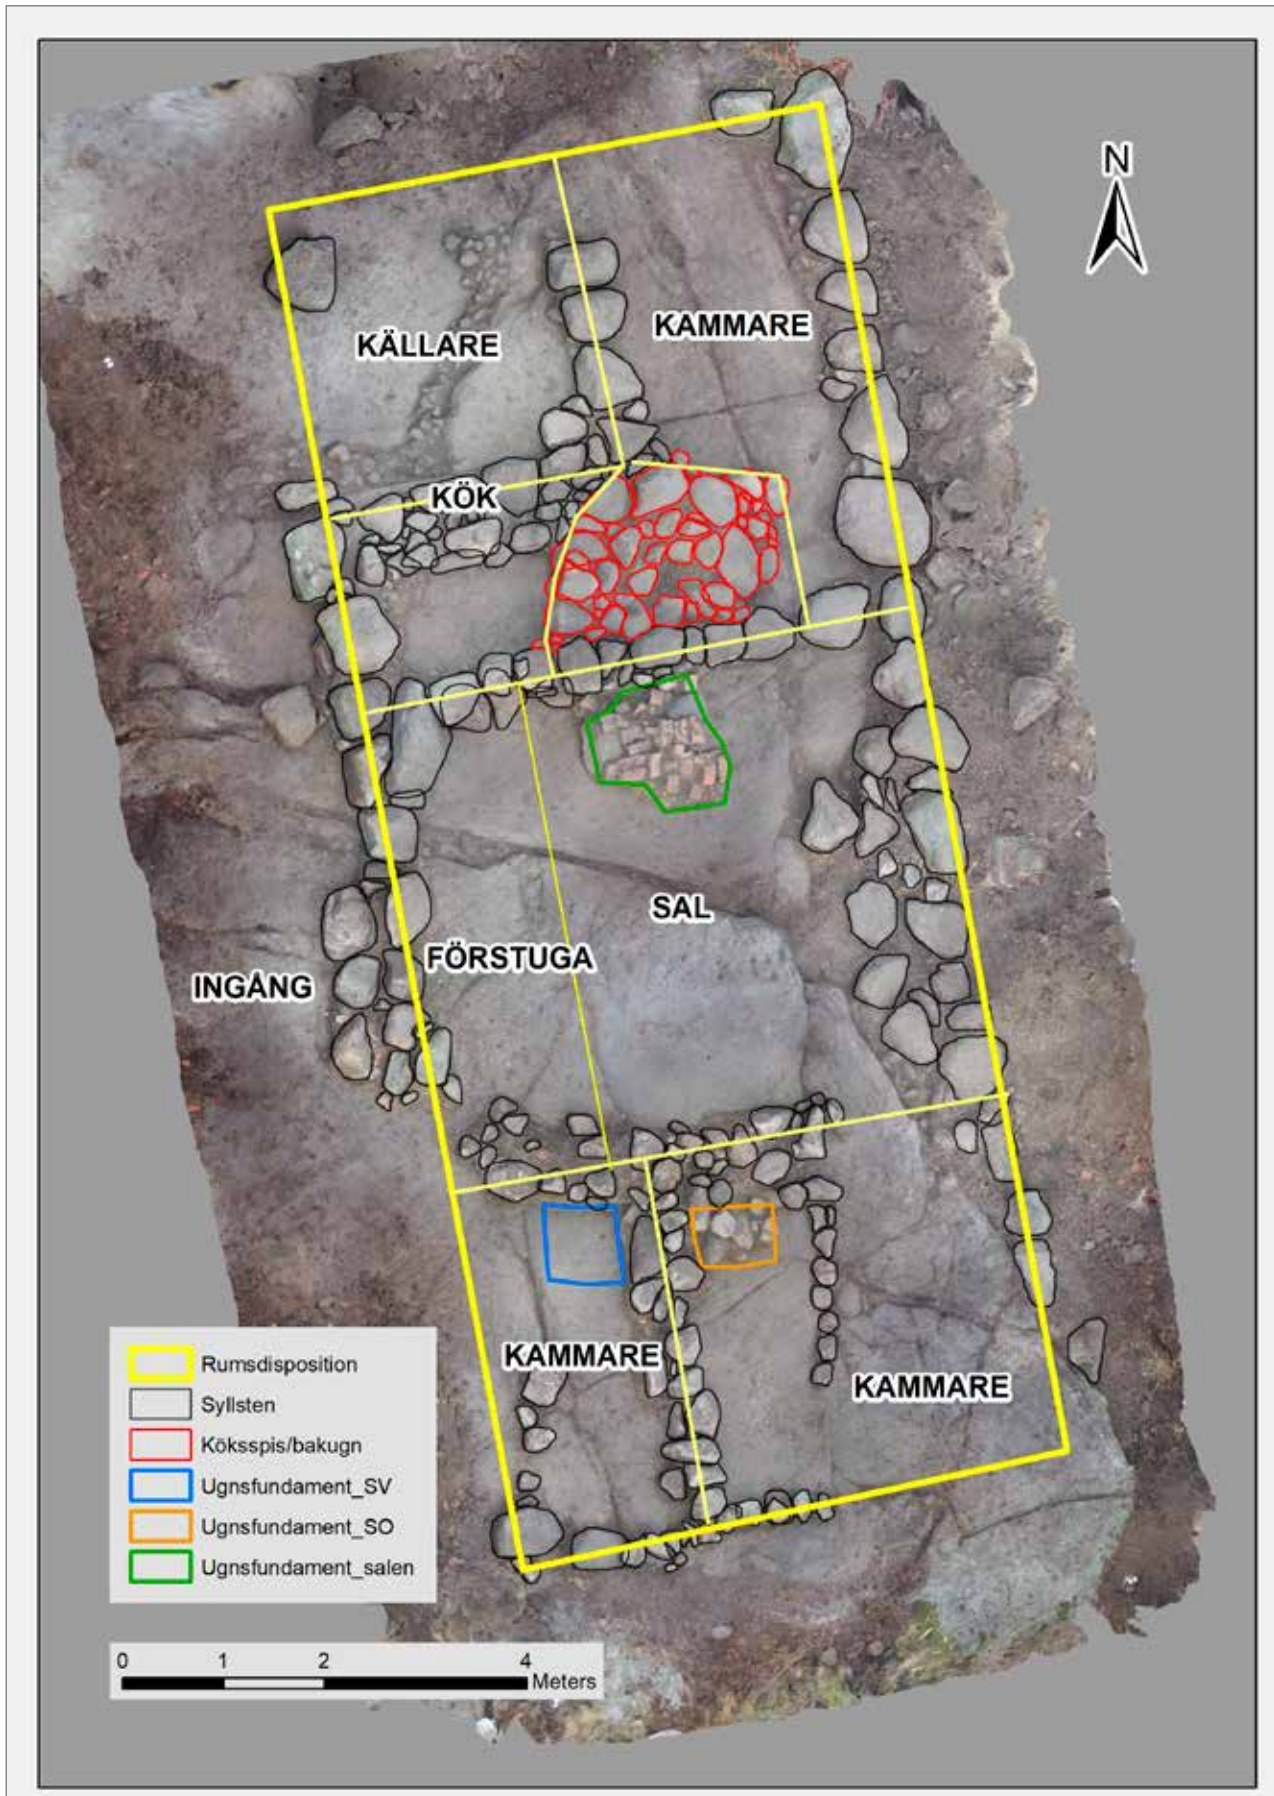 N
KÄLLARE
KAMMARE
KÖK
SAL
FÖRSTUGA
INGÅNG
KAMMARE
KAMMARE
Rumsdisposition
Syllsten
Köksspis/bakugn
Ugnsfundament_SV
Ugnsfundament_SO
Ugnsfundament_salen
0 1 2 4
Meters